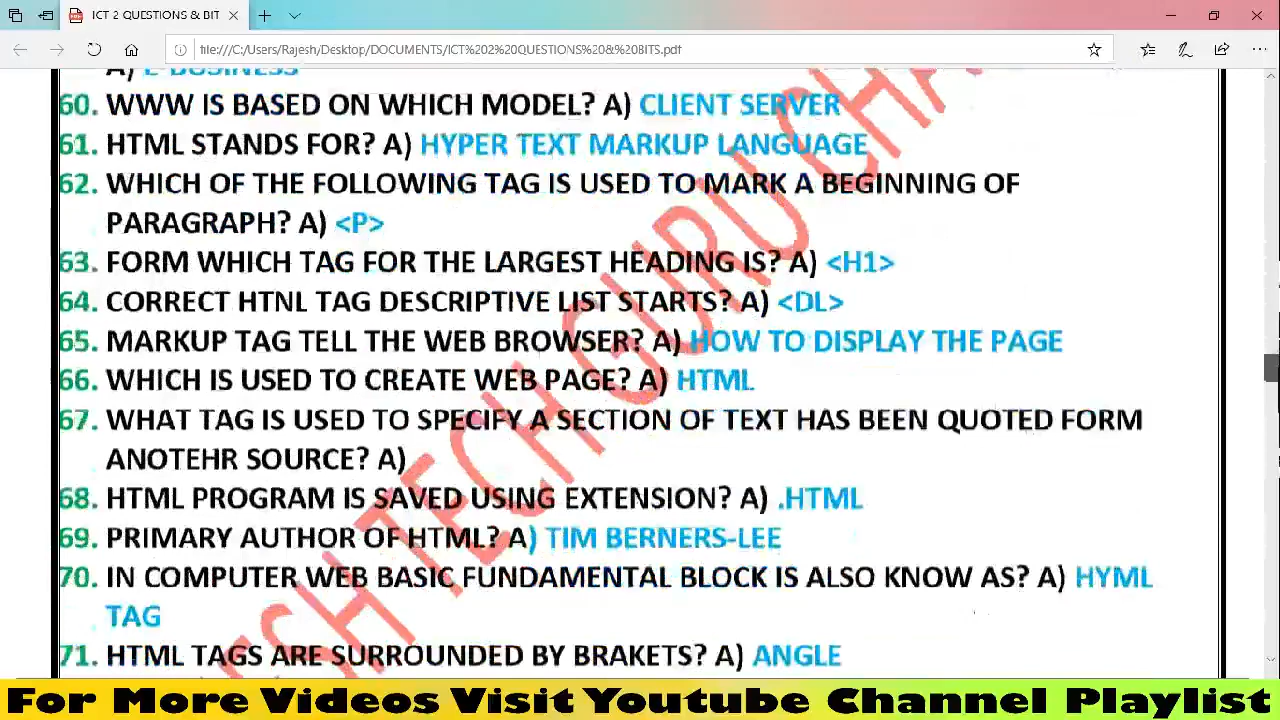 ICT 2 QUESTIONS & BIT
file:///C:/Users/Rajesh/Desktop/DOCUMENTS/ICT%202%20QUESTIONS%20&%20BITS.pdf
A) E-BUSINESS
60. WWW IS BASED ON WHICH MODEL? A) CLIENT SERVER
61. HTML STANDS FOR? A) HYPER TEXT MARKUP LANGUAGE
62. WHICH OF THE FOLLOWING TAG IS USED TO MARK A BEGINNING OF
PARAGRAPH? A) <P>
63. FORM WHICH TAG FOR THE LARGEST HEADING IS? A) <H1>
64. CORRECT HTNL TAG DESCRIPTIVE LIST STARTS? A) <DL>
65. MARKUP TAG TELL THE WEB BROWSER? A) HOW TO DISPLAY THE PAGE
66. WHICH IS USED TO CREATE WEB PAGE? A) HTML
67. WHAT TAG IS USED TO SPECIFY A SECTION OF TEXT HAS BEEN QUOTED FORM
ANOTEHR SOURCE? A)
68. HTML PROGRAM IS SAVED USING EXTENSION? A) .HTML
69. PRIMARY AUTHOR OF HTML? A) TIM BERNERS-LEE
70. IN COMPUTER WEB BASIC FUNDAMENTAL BLOCK IS ALSO KNOW AS? A) HYML
TAG
71. HTML TAGS ARE SURROUNDED BY BRAKETS? A) ANGLE
TECH GURU
For More Videos Visit Youtube Channel Playlist